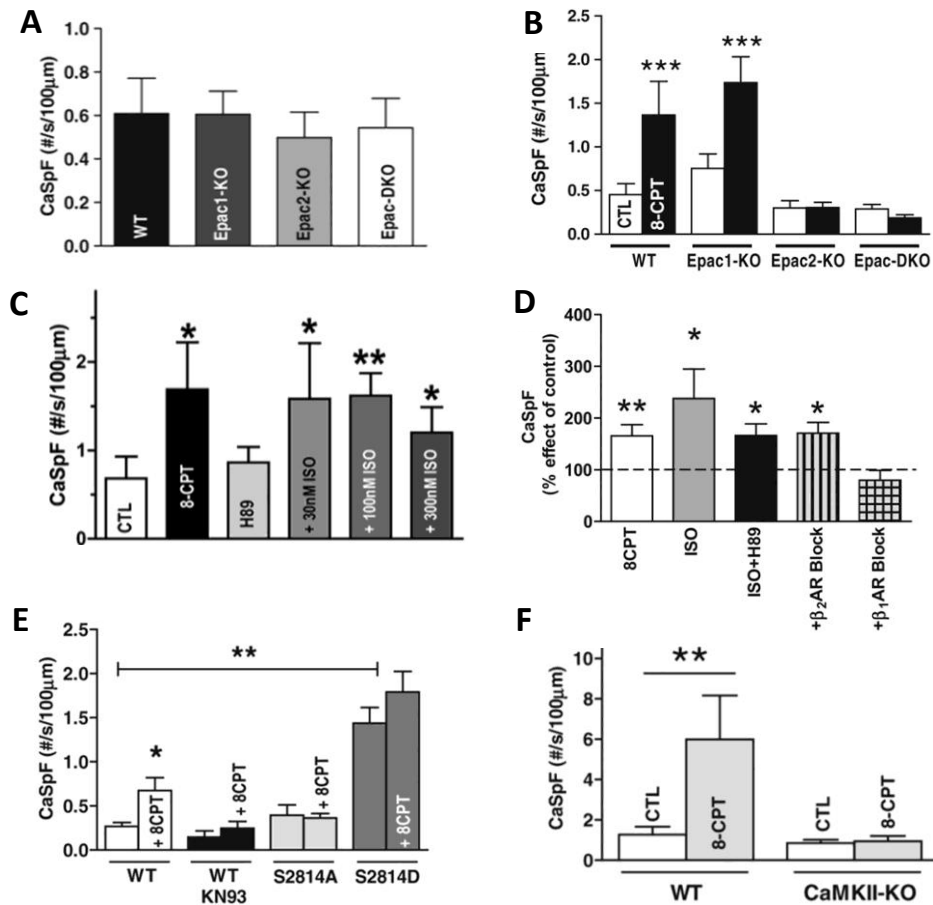 A
CaSpF (#/s/100µm)
1.0
0.8
0.6
0.4
0.2
0.0
WT
Epac1-KO
Epac2-KO
Epac-DKO
B
CaSpF (#/s/100µm
2.5
2.0
1.5
1.0
0.5
0.0
***
***
CTL
8-CPT
WT
Epac1-KO
Epac2-KO
Epac-DKO
C
CaSpF (#/s/100µm)
2
1
0
*
*
**
*
CTL
8-CPT
H89
+ 30nM ISO
+ 100nM ISO
+ 300nM ISO
D
CaSpF
(% effect of control)
400
300
200
100
0
**
*
*
*
8CPT
ISO
ISO+H89
+β₂AR Block
+β₁AR Block
E
CaSpF (#/s/100µm)
2.5
2.0
1.5
1.0
0.5
0.0
**
*
+ 8CPT
+ 8CPT
+ 8CPT
+ 8CPT
WT
WT
KN93
S2814A
S2814D
F
CaSpF (#/s/100µm)
10
8
6
4
2
0
**
CTL
8-CPT
CTL
8-CPT
WT
CaMKII-KO